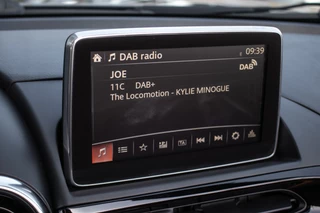 DAB radio 09:39
JOE DAB
11C DAB+
The Locomotion - KYLIE MINOGUE